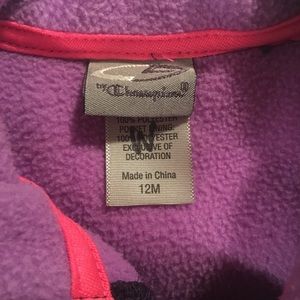 by Champion®
100% POLYESTER
POCKET LINING:
100% POLYESTER
EXCLUSIVE OF
DECORATION
Made in China
12M